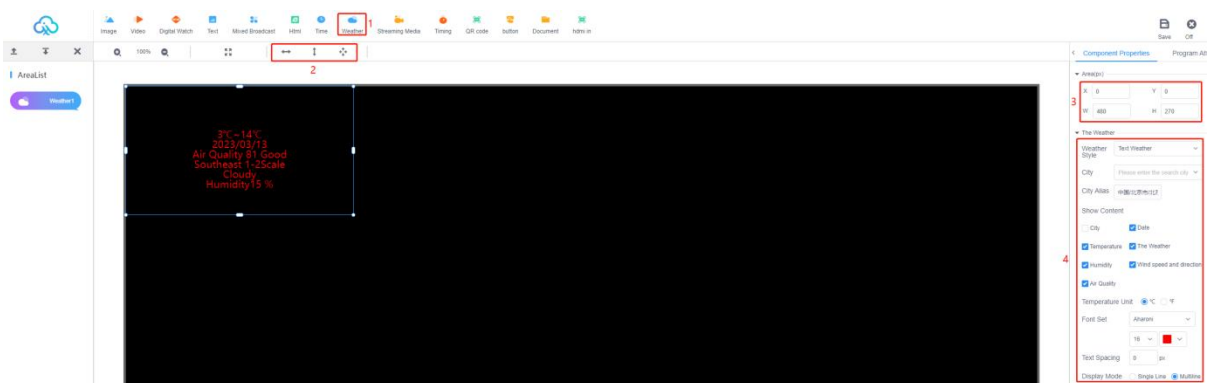 Image Video Digital Watch Text Mixed Broadcast Html Time Weather 1 Streaming Media Timing QR code button Document hdmi-in
Save Off
100%
2
Component Properties
AreaList
Weather1
3℃~14℃
2023/03/13
Air Quality 81 Good
Southeast 1-2Scale
Cloudy
Humidity15 %
Area(px)
3
X 0 Y 0
W 480 H 270
The Weather
4
Weather Style Text Weather
City Please enter the search city
City Alias
Show Content
City Date
Temperature The Weather
Humidity Wind speed and direction
Air Quality
Temperature Unit ℃ ℉
Font Set Aharoni
16
Text Spacing 0 px
Display Mode Single Line Multiline